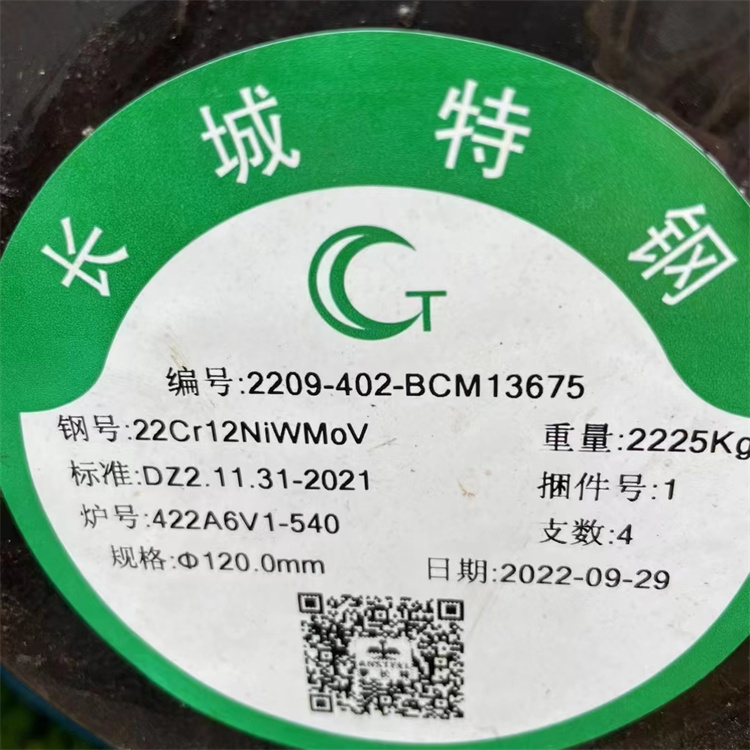 长城特钢
GT
编号:2209-402-BCM13675
钢号:22Cr12NiWMoV
重量:2225Kg
标准:DZ2.11.31-2021
捆件号:1
炉号:422A6V1-540
支数:4
规格:Φ120.0mm
日期:2022-09-29
ANSTEEL